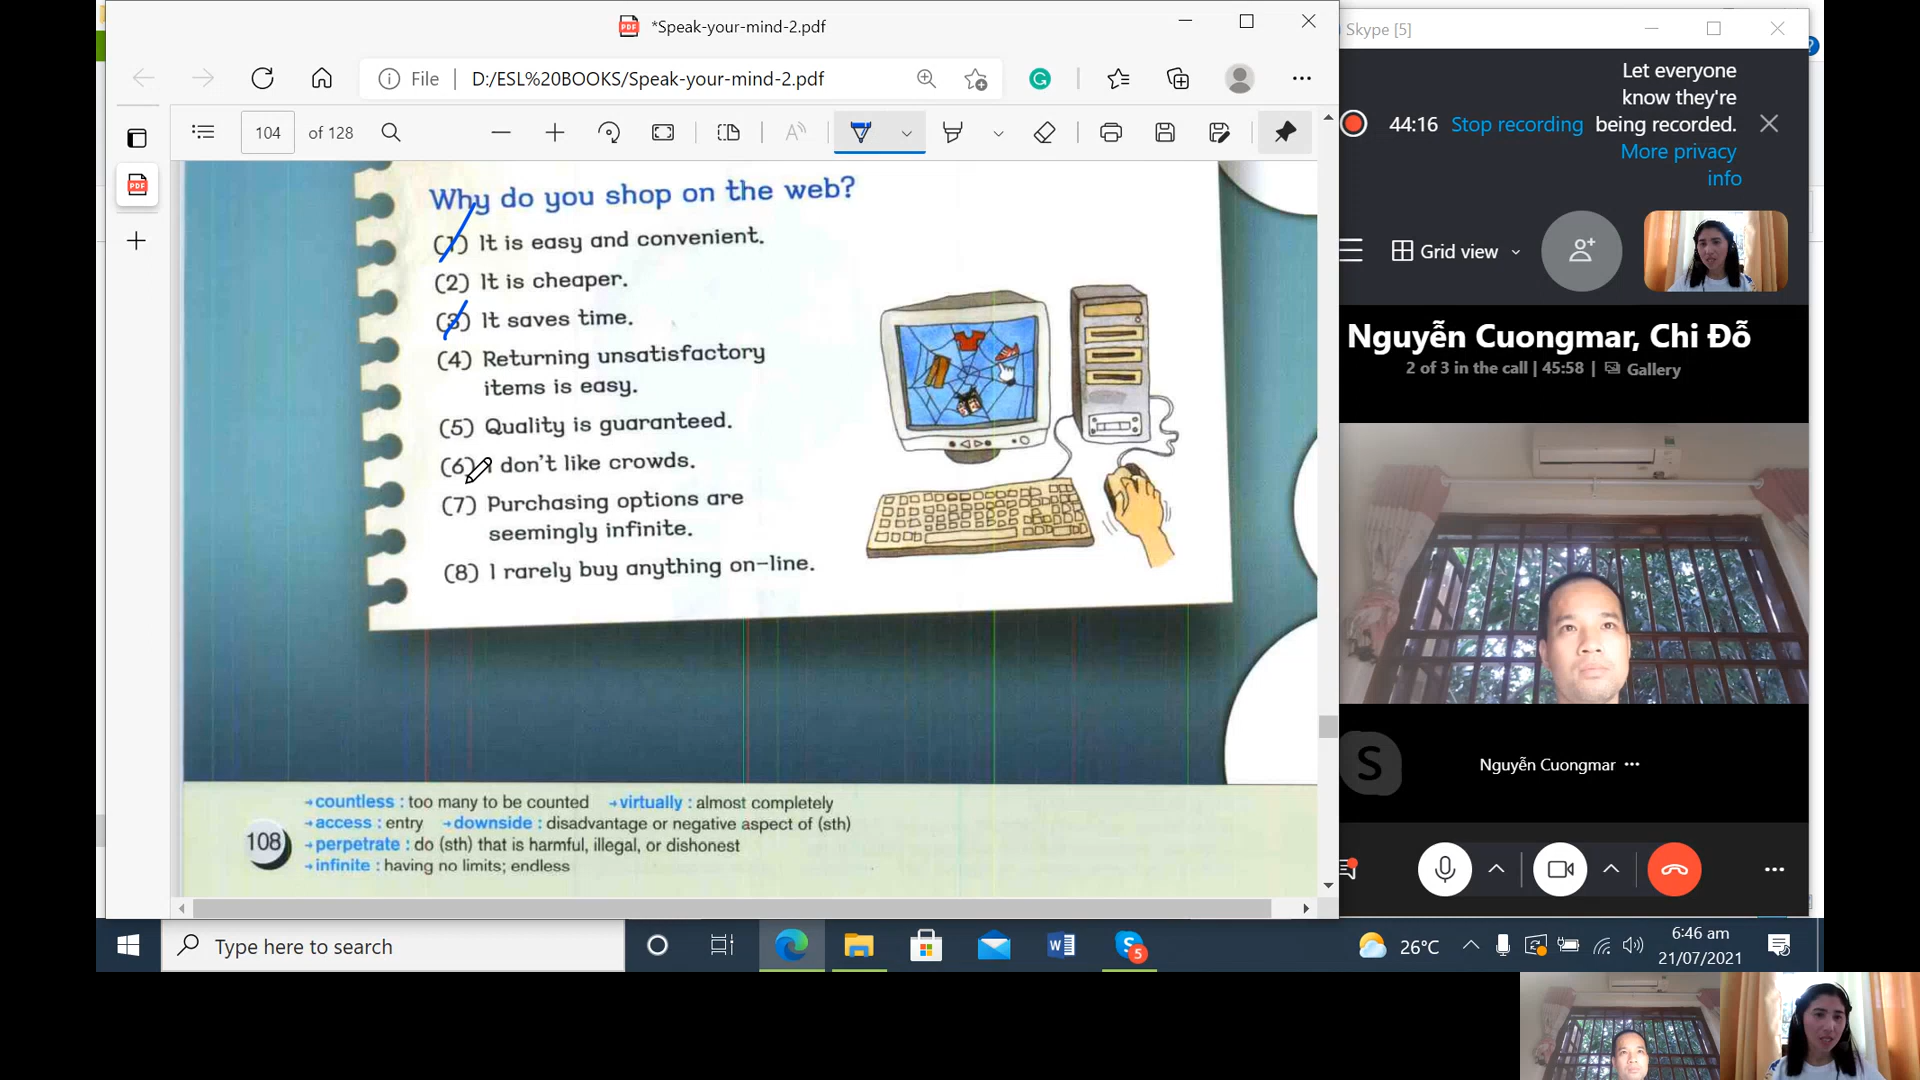 *Speak-your-mind-2.pdf
File
D:/ESL%20BOOKS/Speak-your-mind-2.pdf
104 of 128
Why do you shop on the web?
(1) It is easy and convenient.
(2) It is cheaper.
(3) It saves time.
(4) Returning unsatisfactory
items is easy.
(5) Quality is guaranteed.
(6) I don't like crowds.
(7) Purchasing options are
seemingly infinite.
(8) I rarely buy anything on-line.
→countless : too many to be counted →virtually : almost completely
→access : entry →downside : disadvantage or negative aspect of (sth)
→perpetrate : do (sth) that is harmful, illegal, or dishonest
→infinite : having no limits; endless
108
Skype [5]
44:16 Stop recording
Let everyone
know they're
being recorded.
More privacy
info
Grid view
Nguyễn Cuongmar, Chi Đỗ
2 of 3 in the call | 45:58 | Gallery
S
Nguyễn Cuongmar
Type here to search
26°C
6:46 am
21/07/2021